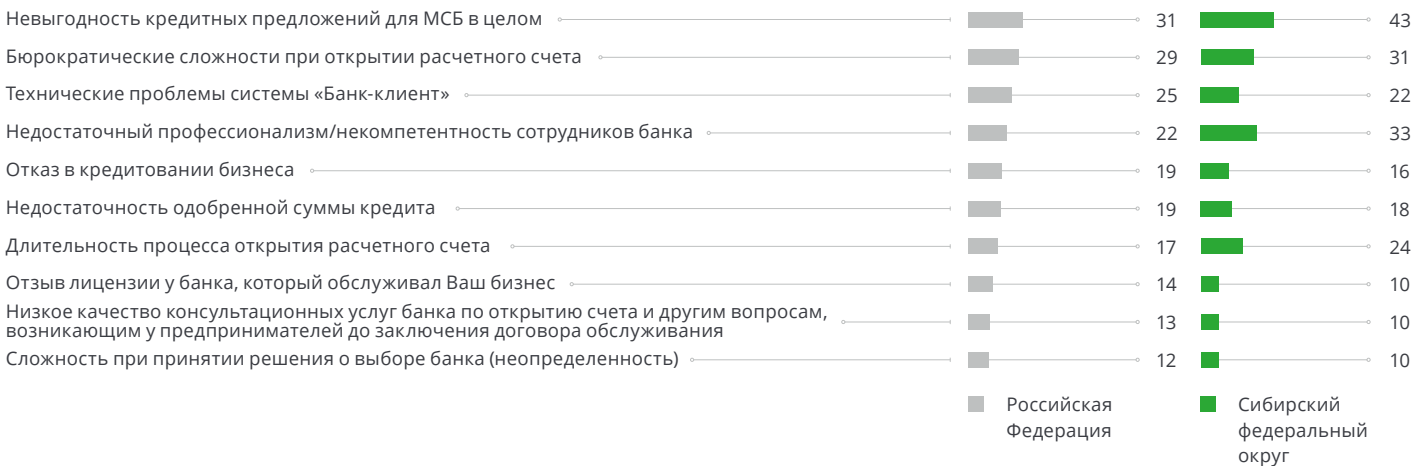 Невыгодность кредитных предложений для МСБ в целом 31 43
Бюрократические сложности при открытии расчетного счета 29 31
Технические проблемы системы «Банк-клиент» 25 22
Недостаточный профессионализм/некомпетентность сотрудников банка 22 33
Отказ в кредитовании бизнеса 19 16
Недостаточность одобренной суммы кредита 19 18
Длительность процесса открытия расчетного счета 17 24
Отзыв лицензии у банка, который обслуживал Ваш бизнес 14 10
Низкое качество консультационных услуг банка по открытию счета и другим вопросам,
возникающим у предпринимателей до заключения договора обслуживания 13 10
Сложность при принятии решения о выборе банка (неопределенность) 12 10
Российская
Федерация
Сибирский
федеральный
округ